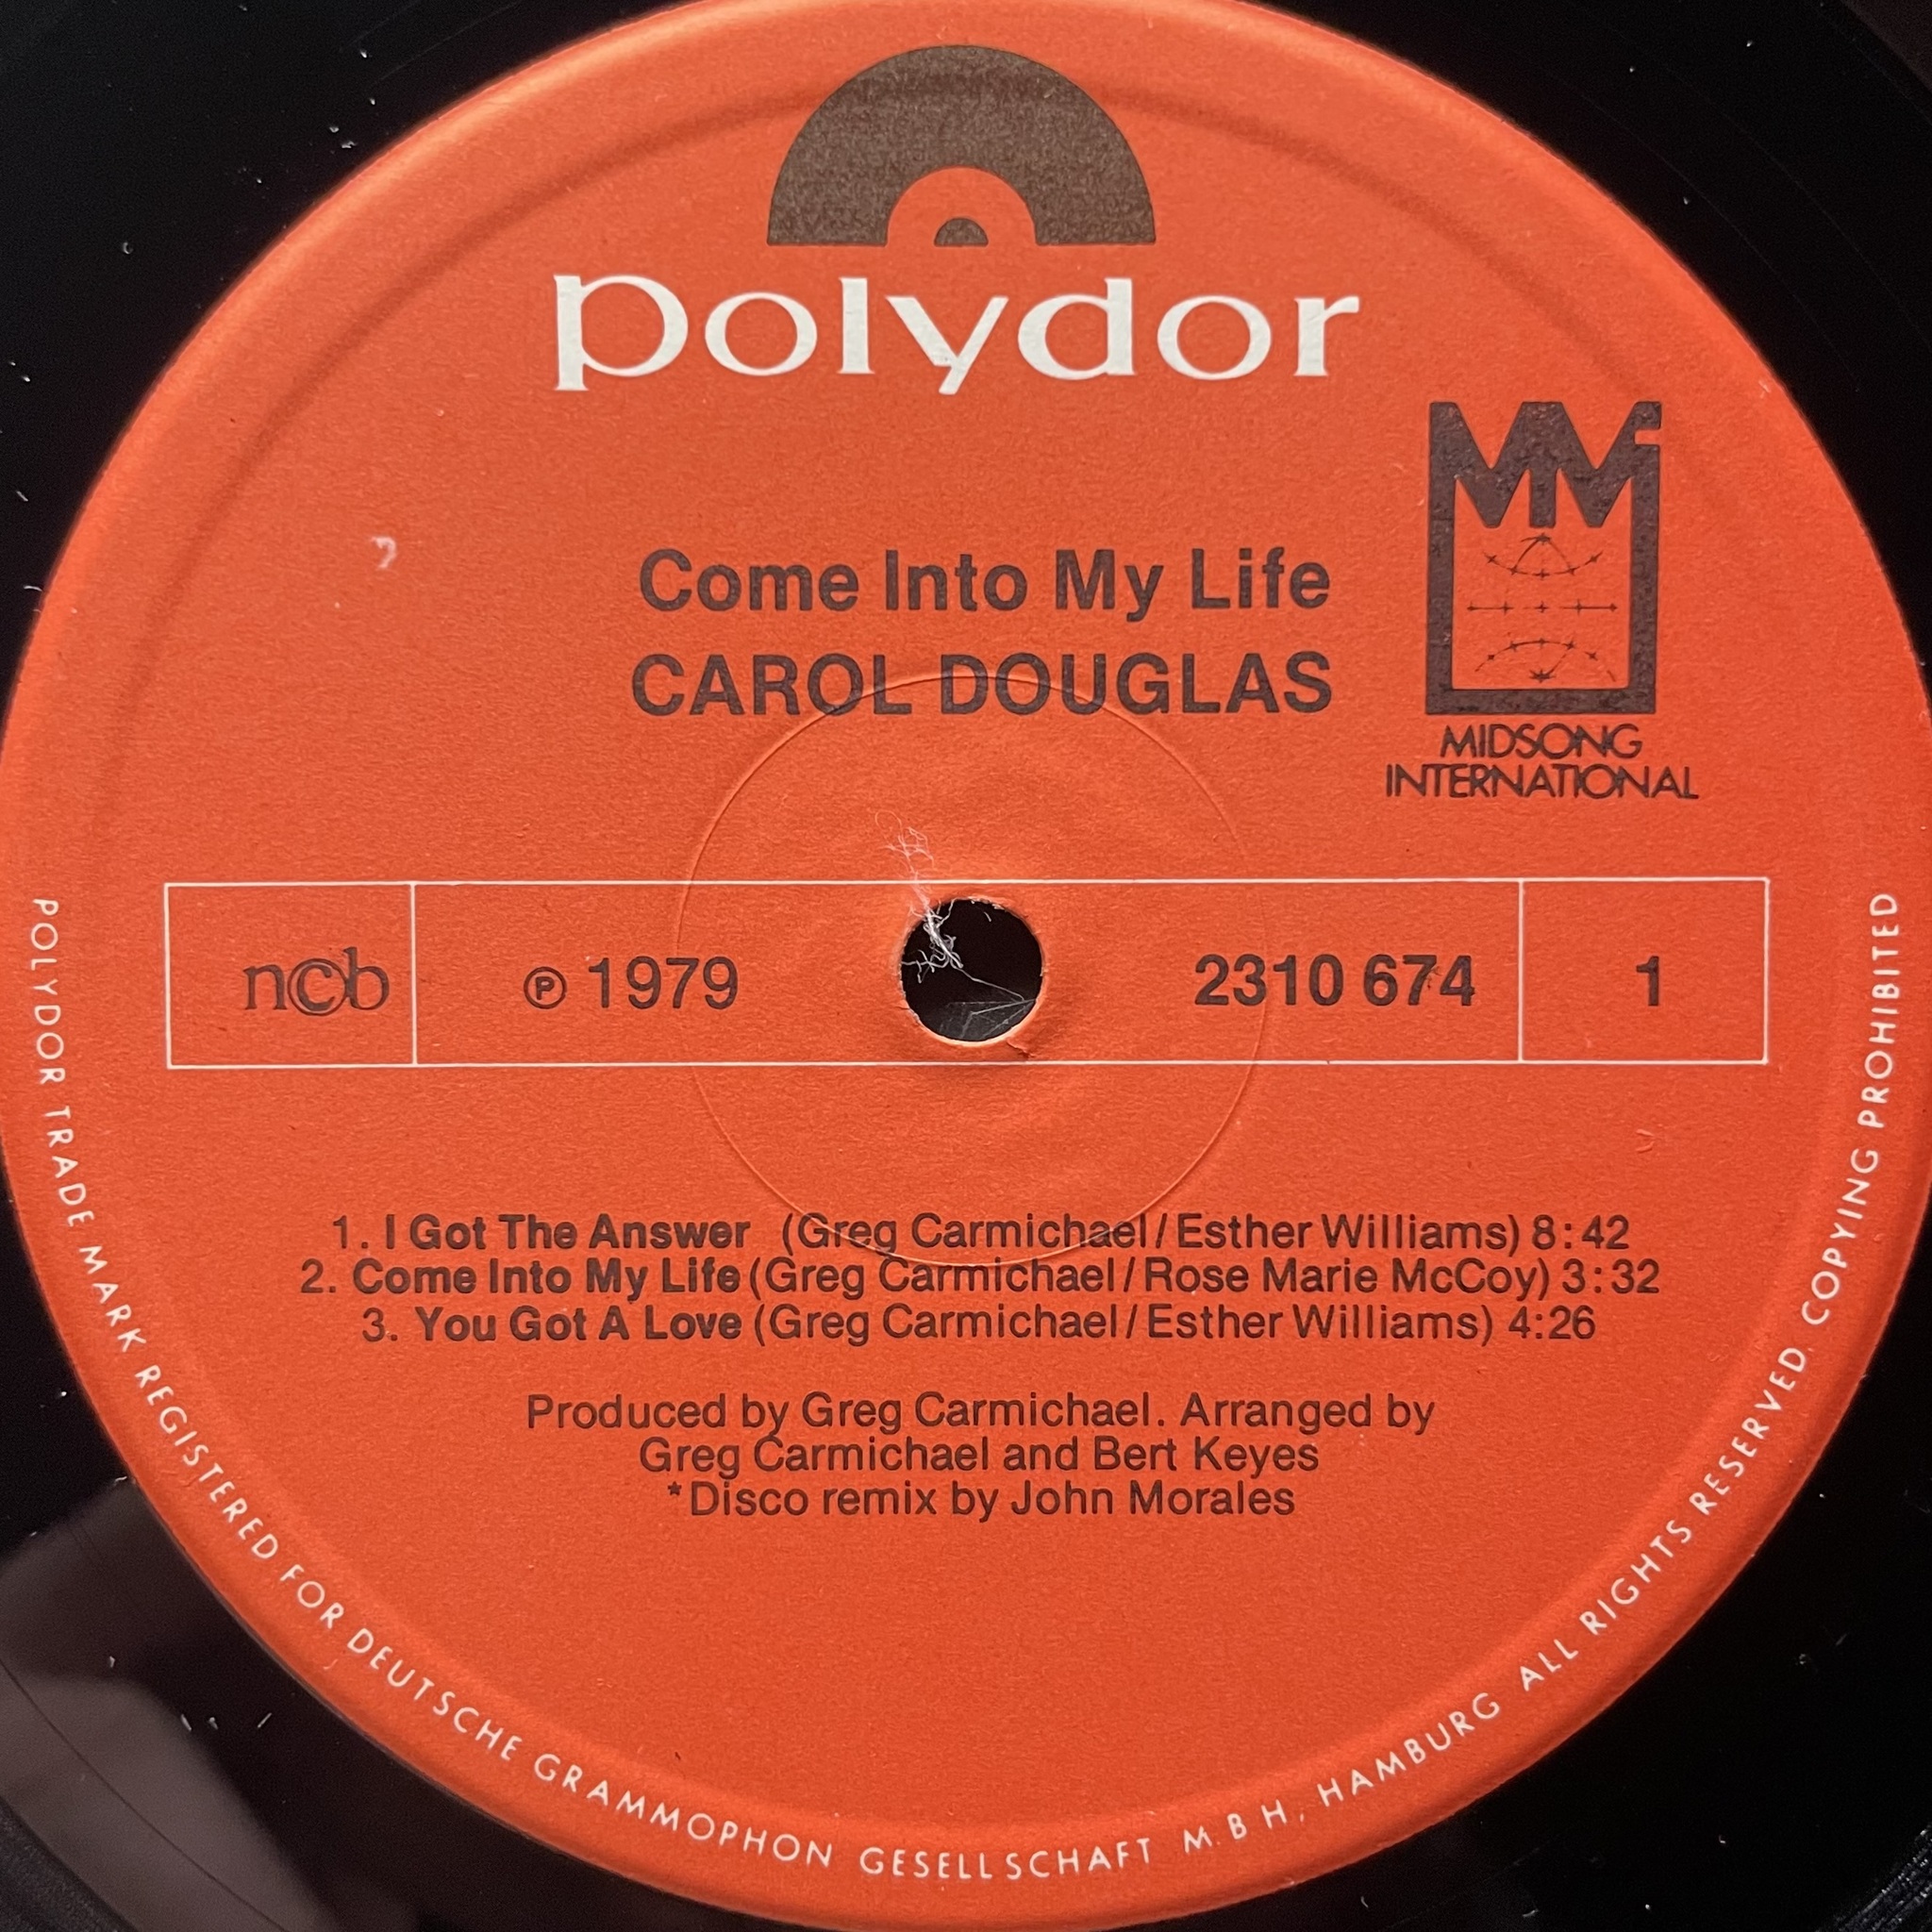 polydor
Come Into My Life
CAROL DOUGLAS
MIDSONG
INTERNATIONAL
n©b ℗ 1979 2310 674 1
1. I Got The Answer (Greg Carmichael/Esther Williams) 8:42
2. Come Into My Life (Greg Carmichael/Rose Marie McCoy) 3:32
3. You Got A Love (Greg Carmichael/Esther Williams) 4:26
Produced by Greg Carmichael. Arranged by
Greg Carmichael and Bert Keyes
*Disco remix by John Morales
POLYDOR TRADE MARK REGISTERED FOR DEUTSCHE GRAMMOPHON GESELLSCHAFT M.B H, HAMBURG ALL RIGHTS RESERVED. COPYING PROHIBITED